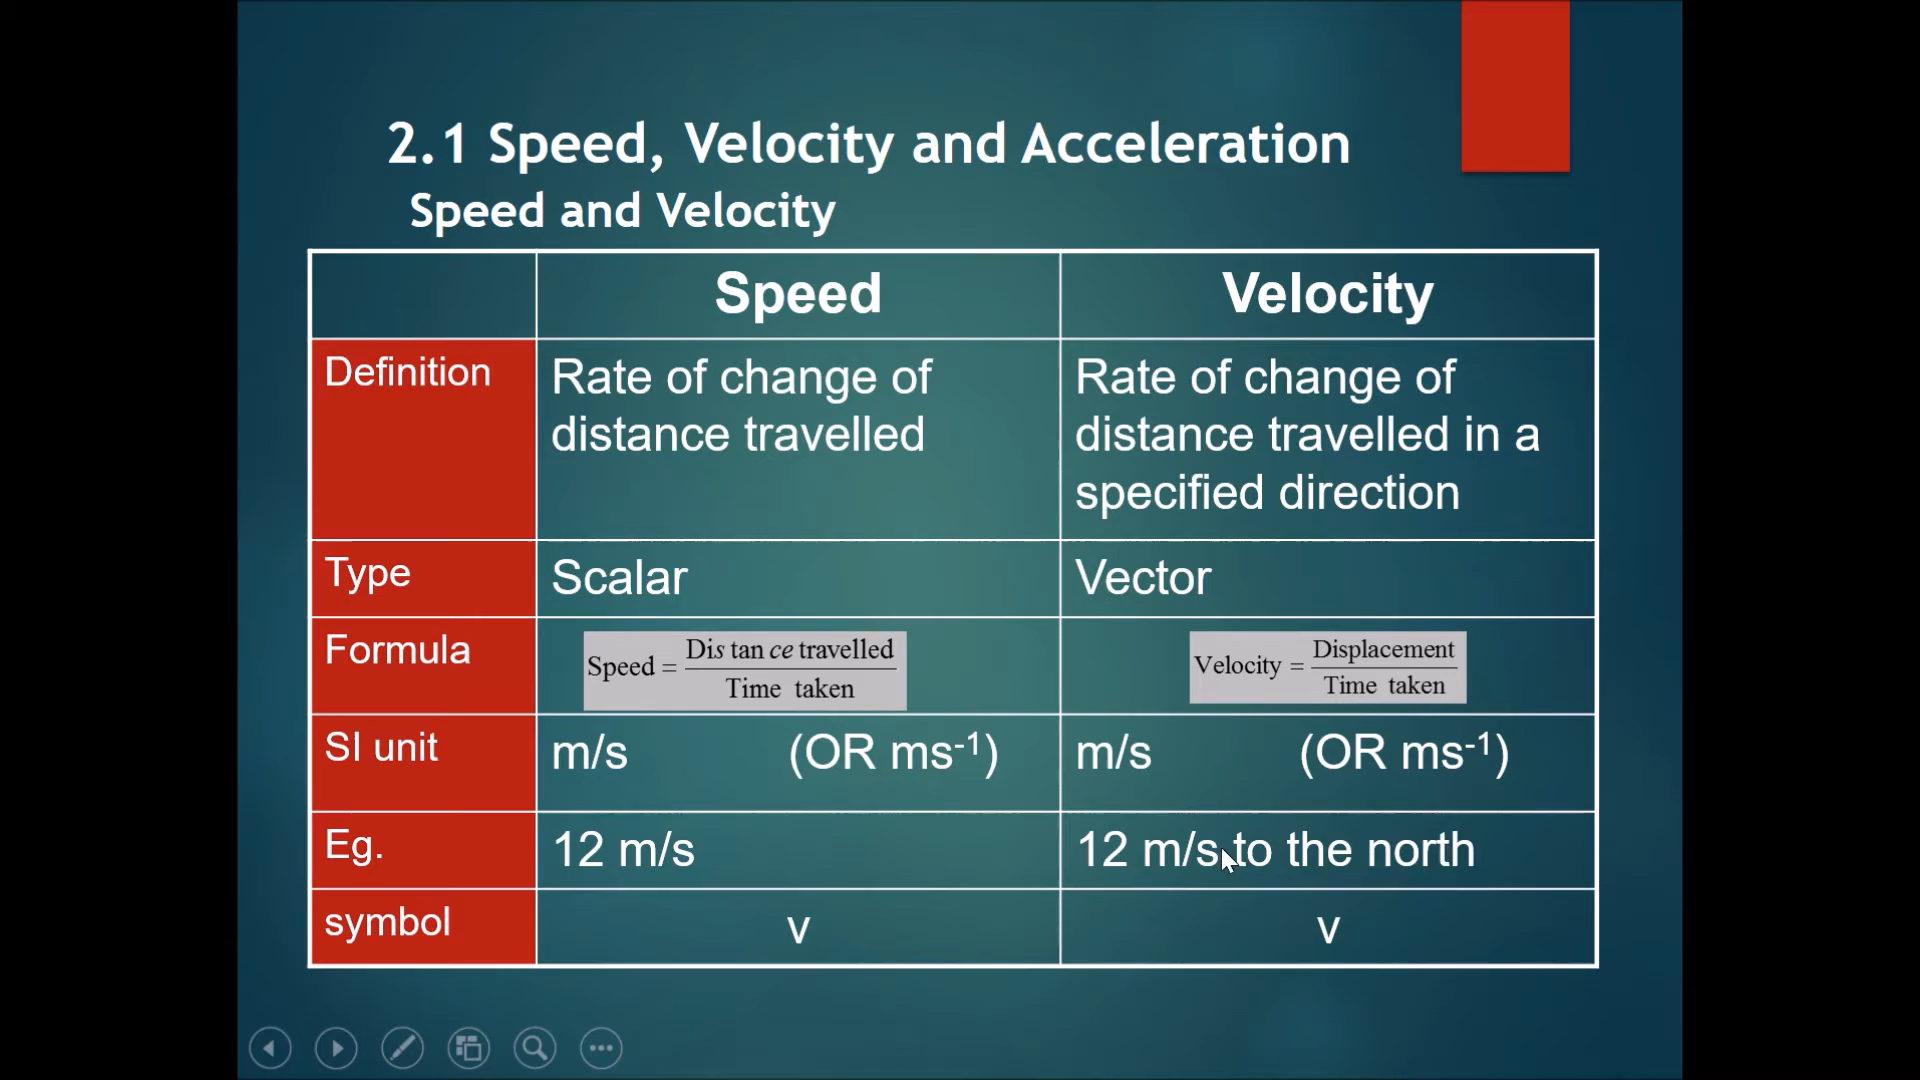 2.1 Speed, Velocity and Acceleration
Speed and Velocity
Speed
Velocity
Definition
Rate of change of
distance travelled
Rate of change of
distance travelled in a
specified direction
Type
Scalar
Vector
Formula
Speed = Dis tan ce travelled
Time taken
Velocity = Displacement
Time taken
SI unit
m/s (OR ms⁻¹)
m/s (OR ms⁻¹)
Eg.
12 m/s
12 m/s to the north
symbol
v
v